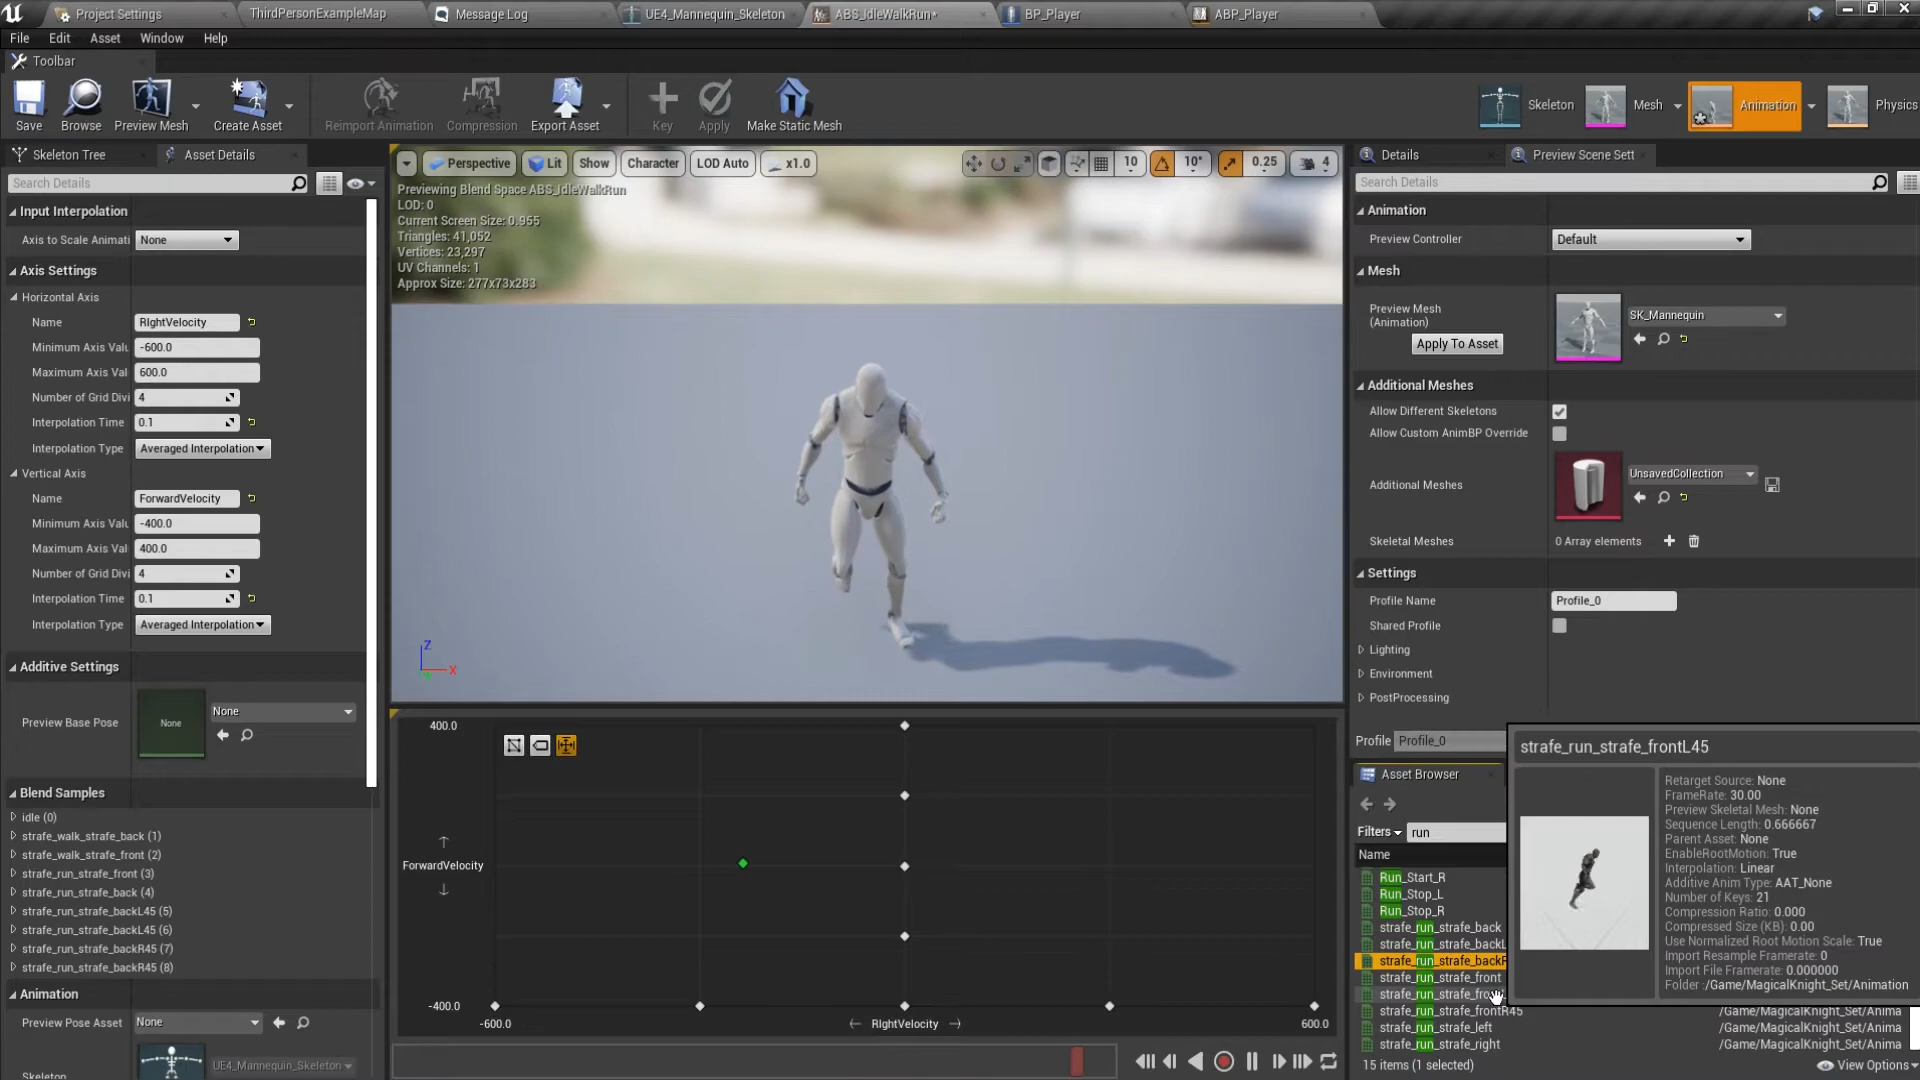 Project Settings
ThirdPersonExampleMap
Message Log
UE4_Mannequin_Skeleton
ABS_IdleWalkRun*
BP_Player
ABP_Player
File
Edit
Asset
Window
Help
Toolbar
Save
Browse
Preview Mesh
Create Asset
Reimport Animation
Compression
Export Asset
Key
Apply
Make Static Mesh
Skeleton
Mesh
Animation
Physics
Skeleton Tree
Asset Details
Search Details
Input Interpolation
Axis to Scale Animati
None
Axis Settings
Horizontal Axis
Name
RIghtVelocity
Minimum Axis Valu
-600.0
Maximum Axis Val
600.0
Number of Grid Divi
4
Interpolation Time
0.1
Interpolation Type
Averaged Interpolation
Vertical Axis
Name
ForwardVelocity
Minimum Axis Valu
-400.0
Maximum Axis Val
400.0
Number of Grid Divi
4
Interpolation Time
0.1
Interpolation Type
Averaged Interpolation
Additive Settings
Preview Base Pose
None
None
Blend Samples
idle (0)
strafe_walk_strafe_back (1)
strafe_walk_strafe_front (2)
strafe_run_strafe_front (3)
strafe_run_strafe_back (4)
strafe_run_strafe_backL45 (5)
strafe_run_strafe_backL45 (6)
strafe_run_strafe_backR45 (7)
strafe_run_strafe_backR45 (8)
Animation
Preview Pose Asset
None
Skeleton
UE4_Mannequin_Skeleton
Perspective
Lit
Show
Character
LOD Auto
x1.0
10
10°
0.25
4
Previewing Blend Space ABS_IdleWalkRun
LOD: 0
Current Screen Size: 0.955
Triangles: 41,052
Vertices: 23,297
UV Channels: 1
Approx Size: 277x73x283
Z
X
400.0
ForwardVelocity
-400.0
-600.0
RIghtVelocity
600.0
Details
Preview Scene Sett
Search Details
Animation
Preview Controller
Default
Mesh
Preview Mesh
(Animation)
Apply To Asset
SK_Mannequin
Additional Meshes
Allow Different Skeletons
Allow Custom AnimBP Override
Additional Meshes
UnsavedCollection
Skeletal Meshes
0 Array elements
Settings
Profile Name
Profile_0
Shared Profile
Lighting
Environment
PostProcessing
Profile
Profile_0
Asset Browser
Filters
run
Name
Run_Start_R
Run_Stop_L
Run_Stop_R
strafe_run_strafe_back
strafe_run_strafe_backL
strafe_run_strafe_backR
strafe_run_strafe_front
strafe_run_strafe_fro
strafe_run_strafe_frontR45
/Game/MagicalKnight_Set/Anima
strafe_run_strafe_left
/Game/MagicalKnight_Set/Anima
strafe_run_strafe_right
/Game/MagicalKnight_Set/Anima
15 items (1 selected)
View Options
strafe_run_strafe_frontL45
Retarget Source: None
FrameRate: 30.00
Preview Skeletal Mesh: None
Sequence Length: 0.666667
Parent Asset: None
EnableRootMotion: True
Interpolation: Linear
Additive Anim Type: AAT_None
Number of Keys: 21
Compression Ratio: 0.000
Compressed Size (KB): 0.00
Use Normalized Root Motion Scale: True
Import Resample Framerate: 0
Import File Framerate: 0.000000
Folder :/Game/MagicalKnight_Set/Animation